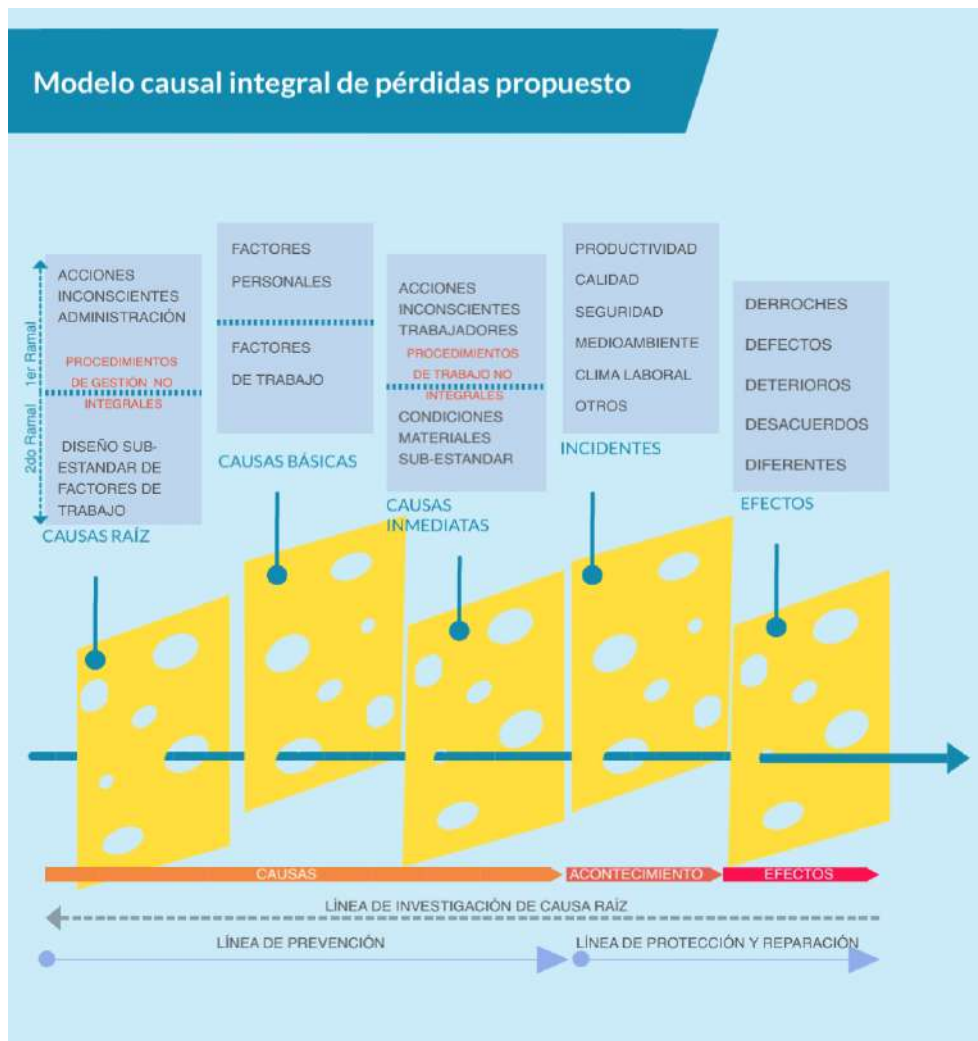 Modelo causal integral de pérdidas propuesto
1er Ramal
2do Ramal
ACCIONES
INCONSCIENTES
ADMINISTRACIÓN
PROCEDIMIENTOS
DE GESTIÓN NO
INTEGRALES
DISEÑO SUB-
ESTANDAR DE
FACTORES DE
TRABAJO
CAUSAS RAÍZ
FACTORES
PERSONALES
FACTORES
DE TRABAJO
CAUSAS BÁSICAS
ACCIONES
INCONSCIENTES
TRABAJADORES
PROCEDIMIENTOS
DE TRABAJO NO
INTEGRALES
CONDICIONES
MATERIALES
SUB-ESTANDAR
CAUSAS
INMEDIATAS
PRODUCTIVIDAD
CALIDAD
SEGURIDAD
MEDIOAMBIENTE
CLIMA LABORAL
OTROS
INCIDENTES
DERROCHES
DEFECTOS
DETERIOROS
DESACUERDOS
DIFERENTES
EFECTOS
CAUSAS
ACONTECIMIENTO
EFECTOS
LÍNEA DE INVESTIGACIÓN DE CAUSA RAÍZ
LÍNEA DE PREVENCIÓN
LÍNEA DE PROTECCIÓN Y REPARACIÓN